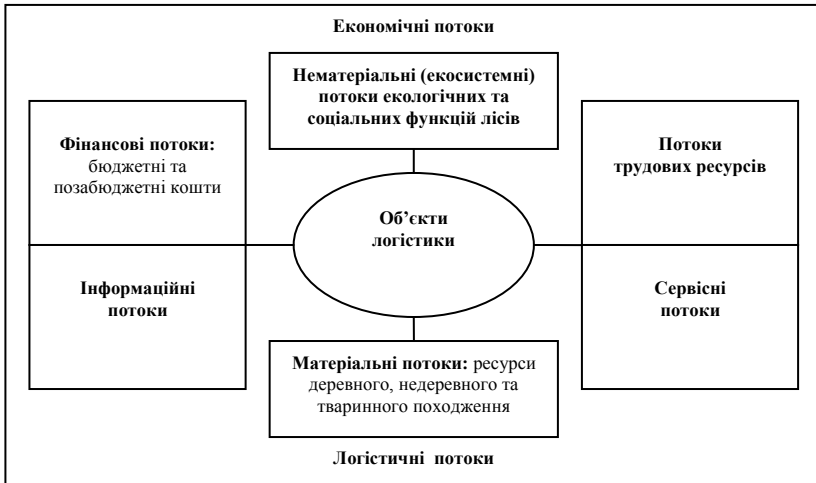 Економічні потоки
Нематеріальні (екосистемні)
потоки екологічних та
соціальних функцій лісів
Фінансові потоки:
бюджетні та
позабюджетні кошти
Потоки
трудових ресурсів
Об’єкти
логістики
Інформаційні
потоки
Сервісні
потоки
Матеріальні потоки: ресурси
деревного, недеревного та
тваринного походження
Логістичні потоки